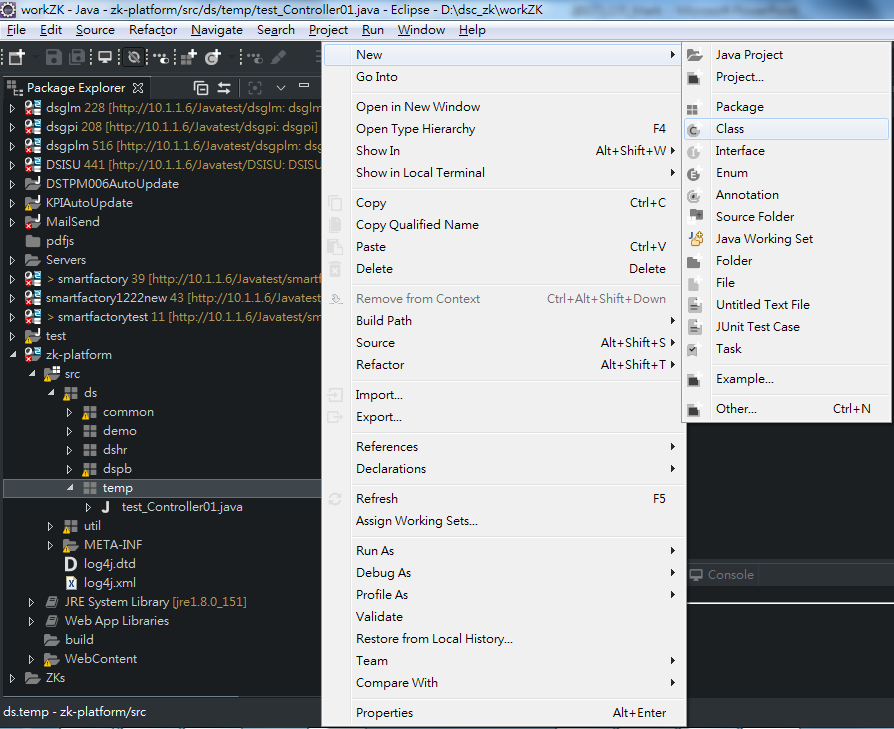 workZK - Java - zk-platform/src/ds/temp/test_Controller01.java - Eclipse - D:\dsc_zk\workZK
File Edit Source Refactor Navigate Search Project Run Window Help
Package Explorer
dsglm 228 [http://10.1.1.6/Javatest/dsglm: dsglm
dsgpi 208 [http://10.1.1.6/Javatest/dsgpi: dsgpi]
dsgplm 516 [http://10.1.1.6/Javatest/dsgplm: dsg
DSISU 441 [http://10.1.1.6/Javatest/DSISU: DSISU
DSTPM006AutoUpdate
KPIAutoUpdate
MailSend
pdfjs
Servers
> smartfactory 39 [http://10.1.1.6/Javatest/smartf
smartfactory1222new 43 [http://10.1.1.6/Javatest
> smartfactorytest 11 [http://10.1.1.6/Javatest/sm
test
zk-platform
src
ds
common
demo
dshr
dspb
temp
test_Controller01.java
util
META-INF
log4j.dtd
log4j.xml
JRE System Library [jre1.8.0_151]
Web App Libraries
build
WebContent
ZKs
ds.temp - zk-platform/src
New
Go Into
Open in New Window
Open Type Hierarchy F4
Show In Alt+Shift+W
Show in Local Terminal
Copy Ctrl+C
Copy Qualified Name
Paste Ctrl+V
Delete Delete
Remove from Context Ctrl+Alt+Shift+Down
Build Path
Source Alt+Shift+S
Refactor Alt+Shift+T
Import...
Export...
References
Declarations
Refresh F5
Assign Working Sets...
Run As
Debug As
Profile As
Validate
Restore from Local History...
Team
Compare With
Properties Alt+Enter
Java Project
Project...
Package
Class
Interface
Enum
Annotation
Source Folder
Java Working Set
Folder
File
Untitled Text File
JUnit Test Case
Task
Example...
Other... Ctrl+N
Console